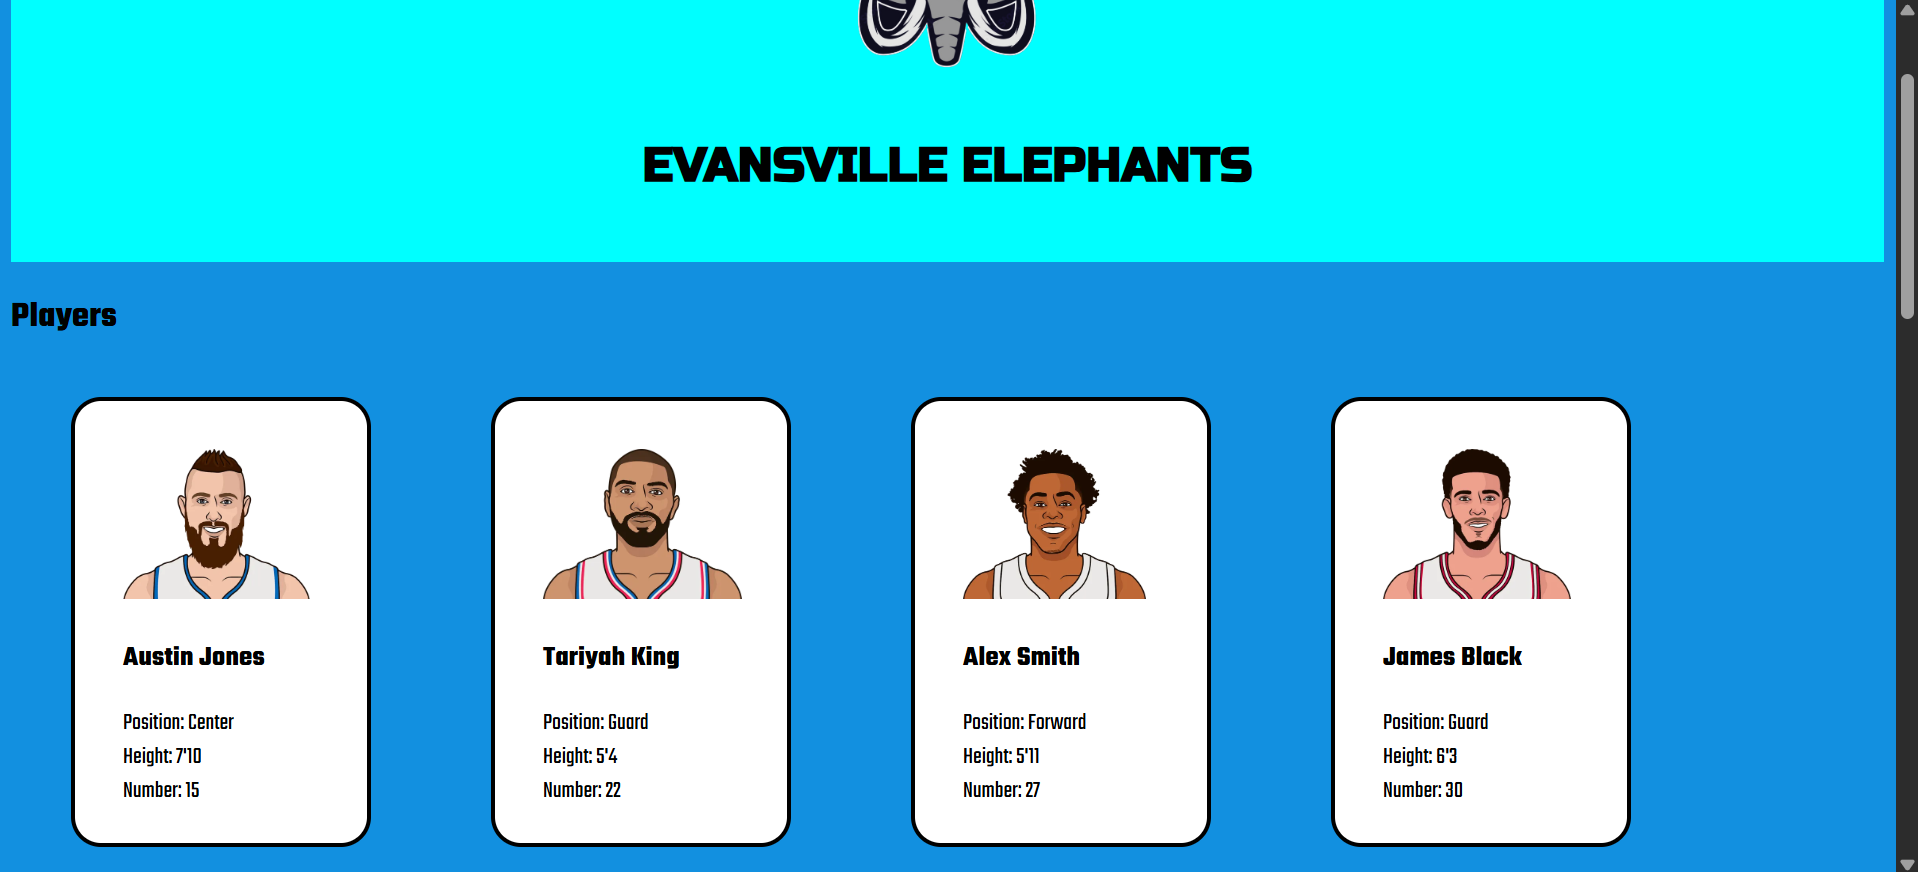 EVANSVILLE ELEPHANTS
Players
Austin Jones
Position: Center
Height: 7'10
Number: 15
Tariyah King
Position: Guard
Height: 5'4
Number: 22
Alex Smith
Position: Forward
Height: 5'11
Number: 27
James Black
Position: Guard
Height: 6'3
Number: 30